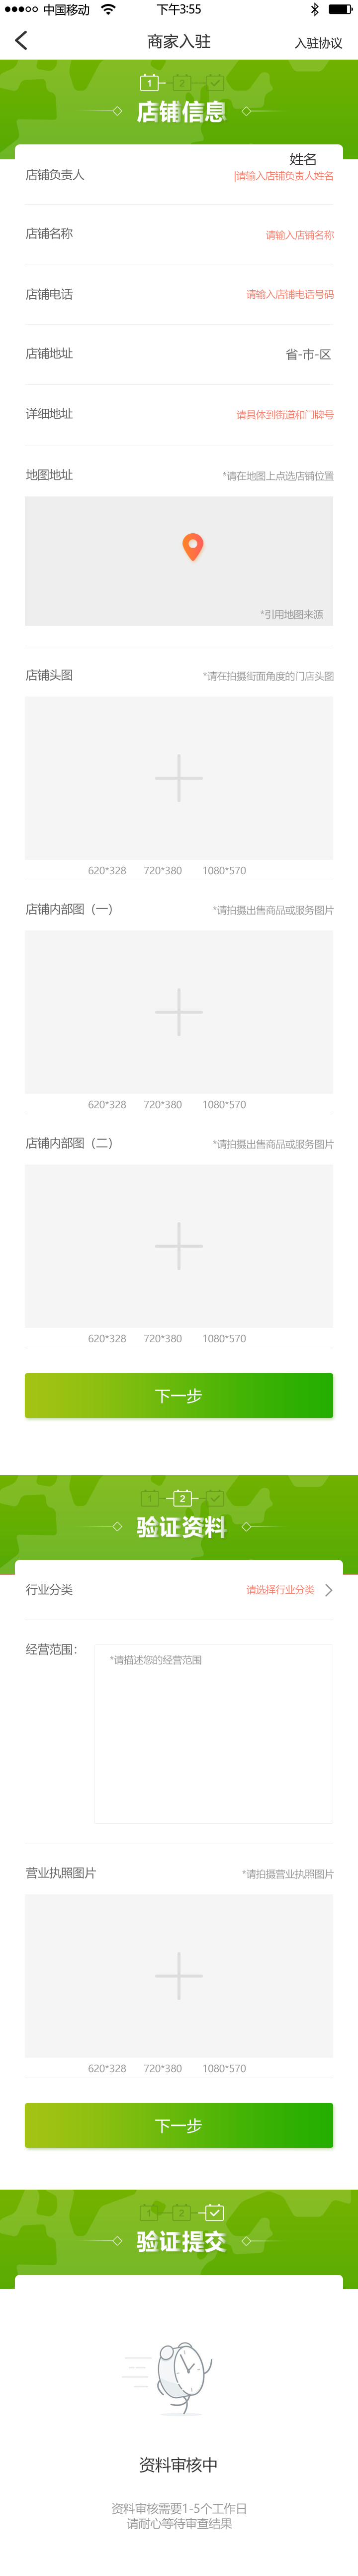 中国移动 下午3:55
商家入驻 入驻协议
1 2
店铺信息
姓名
店铺负责人 |请输入店铺负责人姓名
店铺名称 请输入店铺名称
店铺电话 请输入店铺电话号码
店铺地址 省-市-区
详细地址 请具体到街道和门牌号
地图地址 *请在地图上点选店铺位置
*引用地图来源
店铺头图 *请在拍摄街面角度的门店头图
620*328 720*380 1080*570
店铺内部图（一） *请拍摄出售商品或服务图片
620*328 720*380 1080*570
店铺内部图（二） *请拍摄出售商品或服务图片
620*328 720*380 1080*570
下一步
1 2
验证资料
行业分类 请选择行业分类
经营范围： *请描述您的经营范围
营业执照图片 *请拍摄营业执照图片
620*328 720*380 1080*570
下一步
1 2
验证提交
资料审核中
资料审核需要1-5个工作日
请耐心等待审查结果